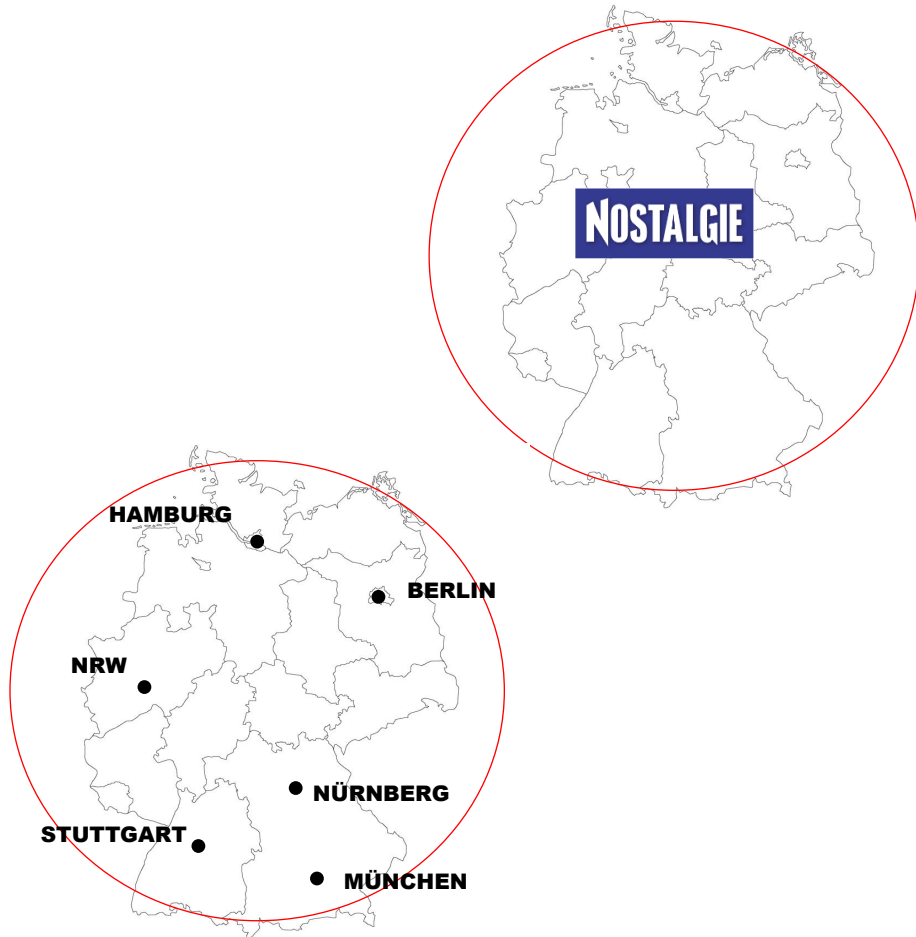 NOSTALGIE
HAMBURG
BERLIN
NRW
NÜRNBERG
STUTTGART
MÜNCHEN